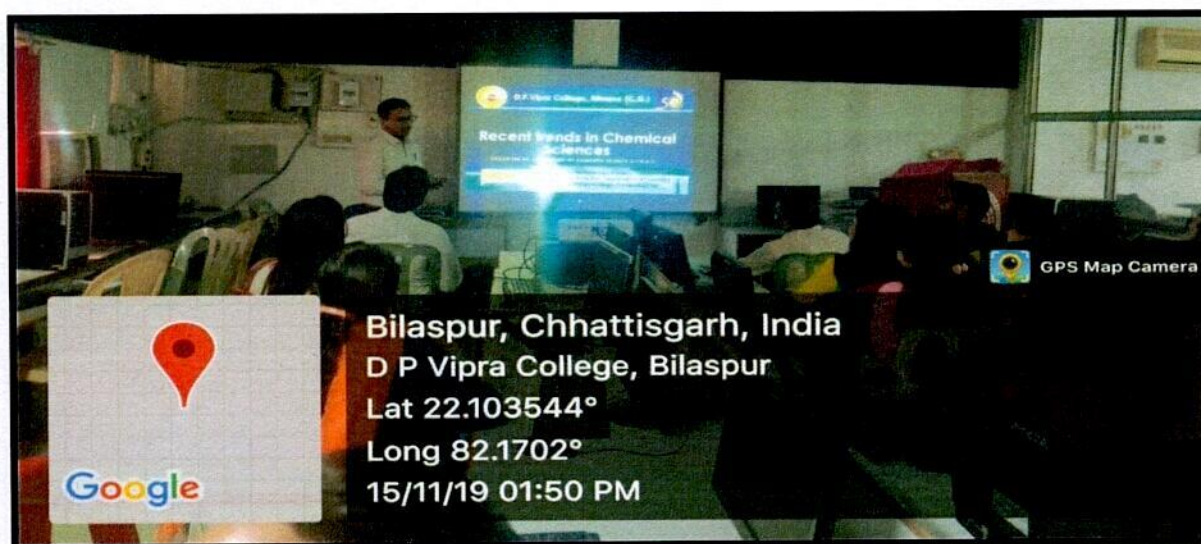 D.P. Vipra College, Bilaspur (C.G.)
Recent Trends in Chemical
Sciences
GPS Map Camera
Bilaspur, Chhattisgarh, India
D P Vipra College, Bilaspur
Lat 22.103544°
Long 82.1702°
15/11/19 01:50 PM
Google